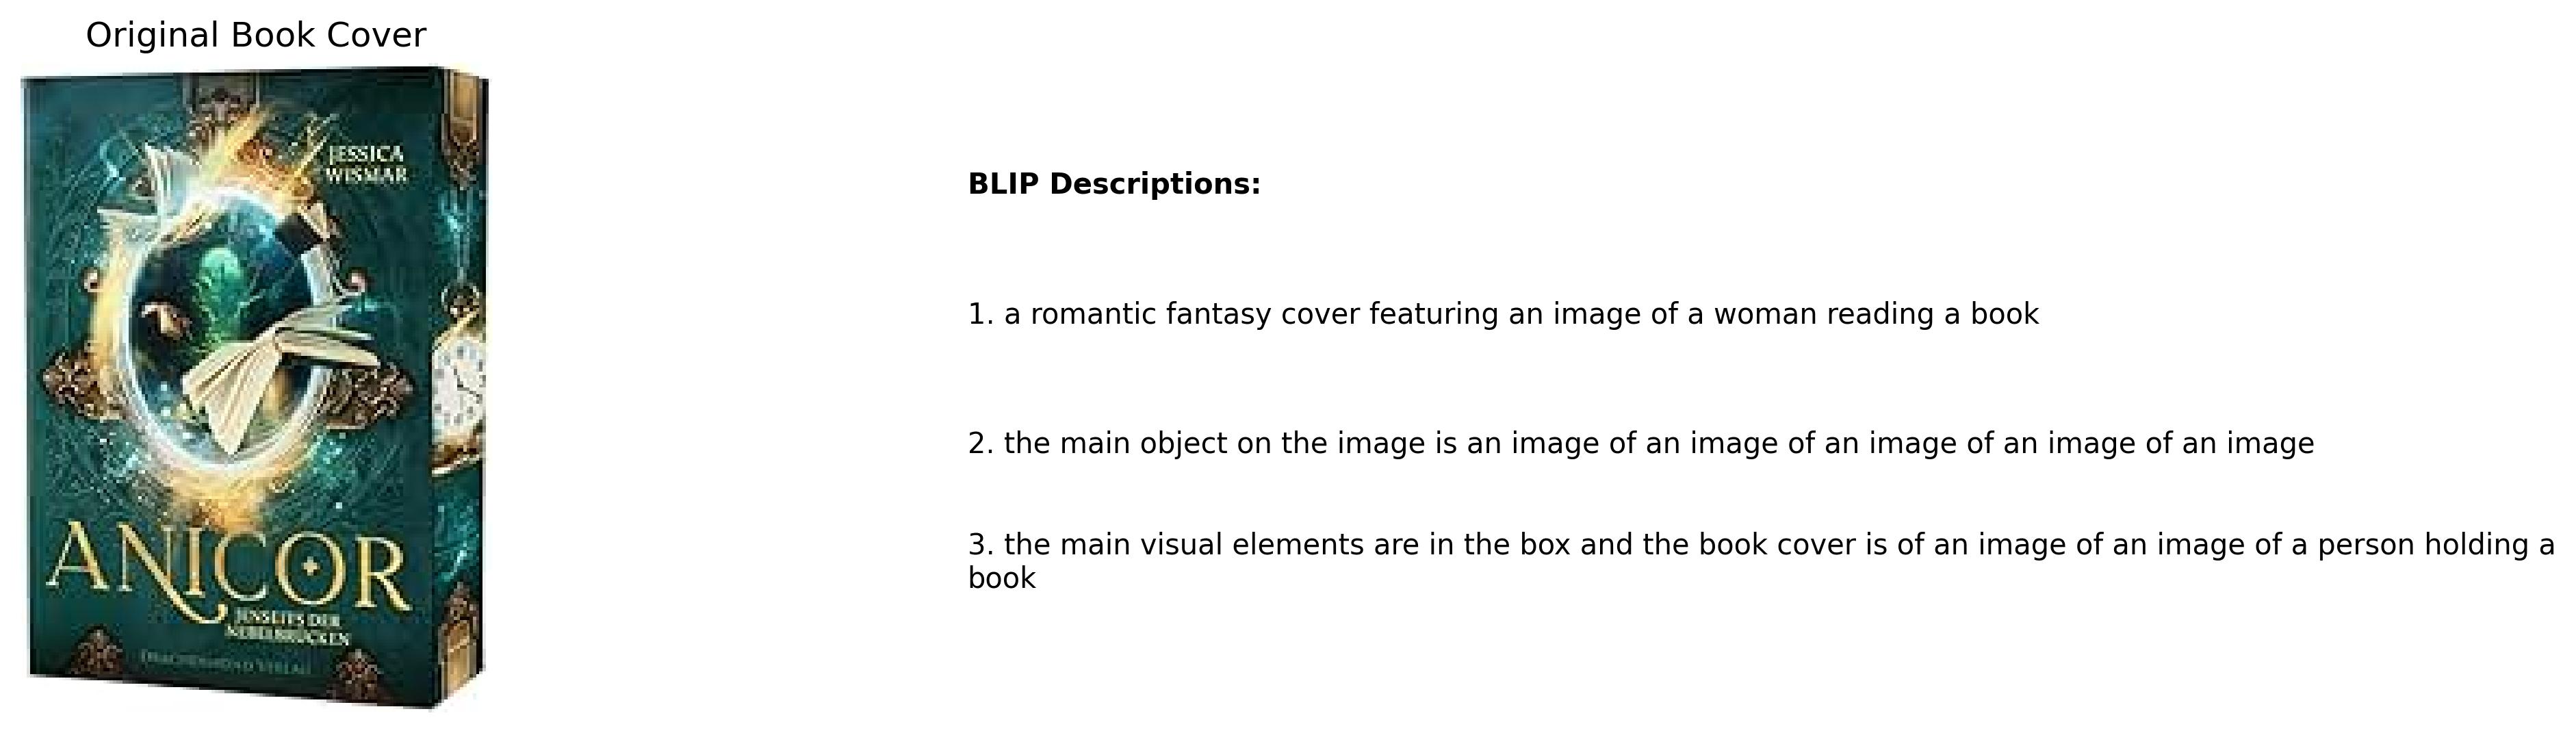 Original Book Cover
JESSICA
WISMAR
ANICOR
JENSEITS DER
NEBELBRÜCKEN
DRACHENMOND VERLAG
BLIP Descriptions:
1. a romantic fantasy cover featuring an image of a woman reading a book
2. the main object on the image is an image of an image of an image of an image of an image
3. the main visual elements are in the box and the book cover is of an image of an image of a person holding a
book